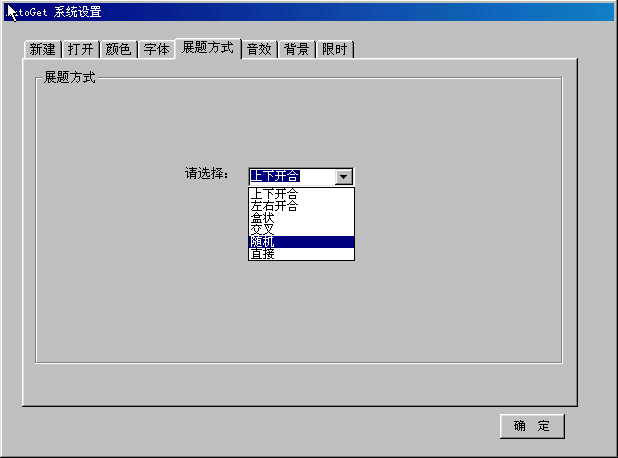 toGet 系统设置
新建 打开 颜色 字体 展题方式 音效 背景 限时
展题方式
请选择： 上下开合
上下开合
左右开合
盒状
交叉
随机
直接
确 定